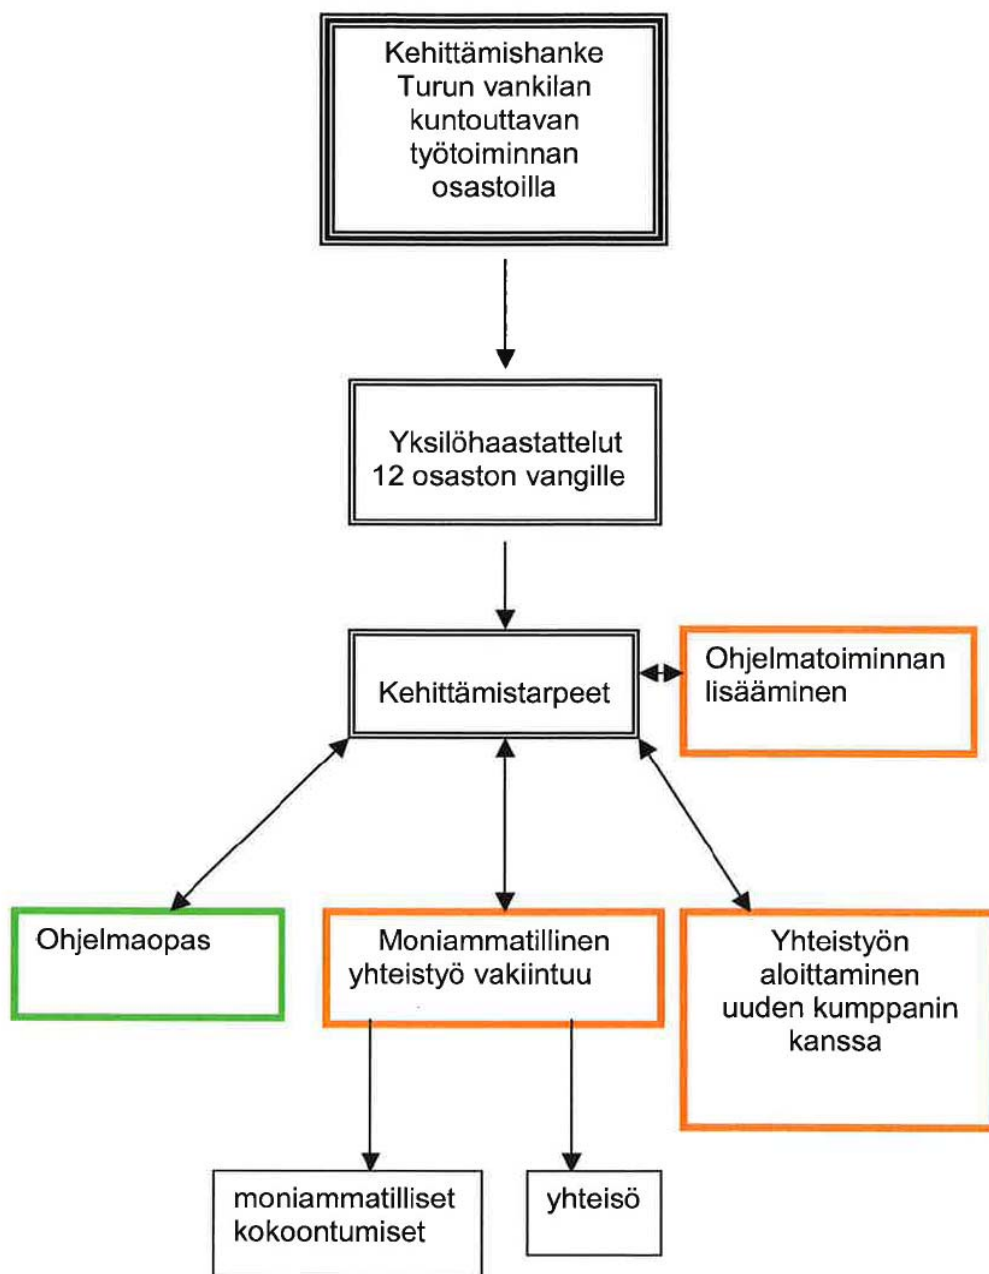 Kehittämishanke
Turun vankilan
kuntouttavan
työtoiminnan
osastoilla
Yksilöhaastattelut
12 osaston vangille
Kehittämistarpeet
Ohjelmatoiminnan
lisääminen
Ohjelmaopas
Moniammatillinen
yhteistyö vakiintuu
Yhteistyön
aloittaminen
uuden kumppanin
kanssa
moniammatilliset
kokoontumiset
yhteisö